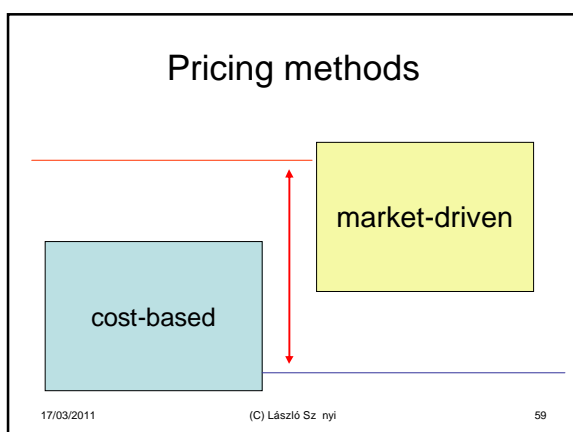 Pricing methods
market-driven
cost-based
17/03/2011 (C) László Sz nyi 59